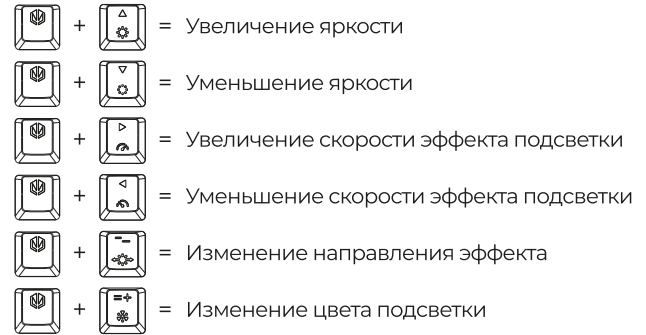 + = Увеличение яркости
+ = Уменьшение яркости
+ = Увеличение скорости эффекта подсветки
+ = Уменьшение скорости эффекта подсветки
+ = Изменение направления эффекта
+ =+ = Изменение цвета подсветки